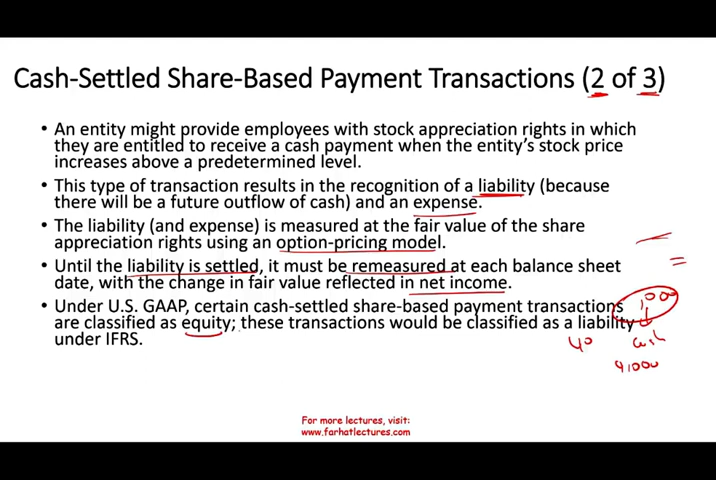 Cash-Settled Share-Based Payment Transactions (2 of 3)
• An entity might provide employees with stock appreciation rights in which
they are entitled to receive a cash payment when the entity's stock price
increases above a predetermined level.
• This type of transaction results in the recognition of a liability (because
there will be a future outflow of cash) and an expense.
• The liability (and expense) is measured at the fair value of the share
appreciation rights using an option-pricing model.
• Until the liability is settled, it must be remeasured at each balance sheet
date, with the change in fair value reflected in net income.
• Under U.S. GAAP, certain cash-settled share-based payment transactions
are classified as equity; these transactions would be classified as a liability
under IFRS.
1000
40 cash
For more lectures, visit:
www.farhatlectures.com